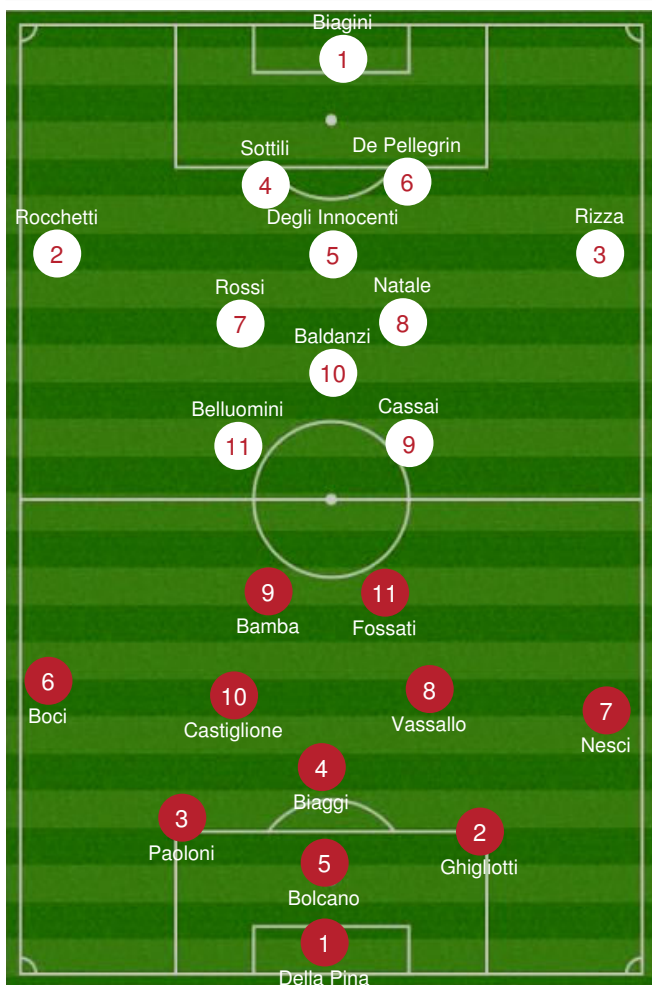 Biagini
1
Sottili
4
De Pellegrin
6
Rocchetti
2
Degli Innocenti
5
Rizza
3
Rossi
7
Natale
8
Baldanzi
10
Belluomini
11
Cassai
9
9
Bamba
11
Fossati
6
Boci
10
Castiglione
8
Vassallo
7
Nesci
4
Biaggi
3
Paoloni
2
Ghigliotti
5
Bolcano
1
Della Pina